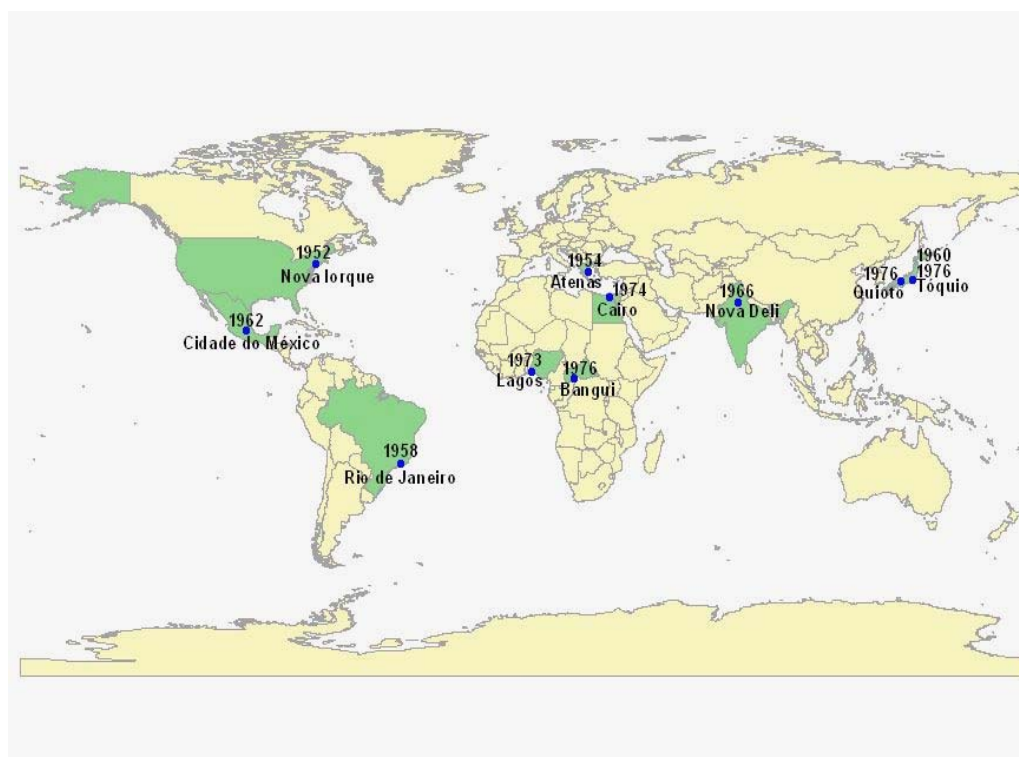 1952
Nova Iorque
1962
Cidade do México
1958
Rio de Janeiro
1954
Atenas
1974
Cairo
1973
Lagos
1976
Bangui
1966
Nova Deli
1976
Quioto
1960
1976
Tóquio